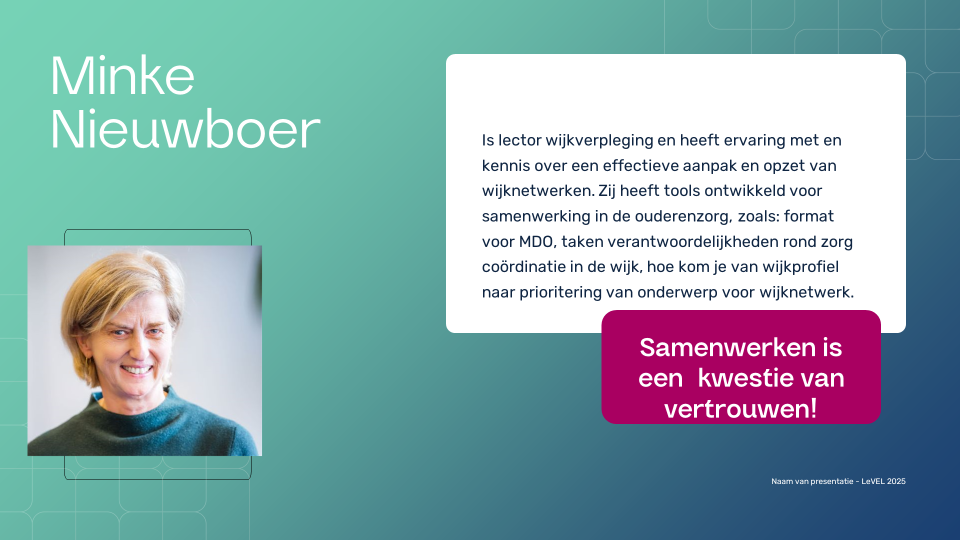 Minke
Nieuwboer
Is lector wijkverpleging en heeft ervaring met en
kennis over een effectieve aanpak en opzet van
wijknetwerken. Zij heeft tools ontwikkeld voor
samenwerking in de ouderenzorg, zoals: format
voor MDO, taken verantwoordelijkheden rond zorg
coördinatie in de wijk, hoe kom je van wijkprofiel
naar prioritering van onderwerp voor wijknetwerk.
Samenwerken is
een  kwestie van
vertrouwen!
Naam van presentatie - LeVEL 2025